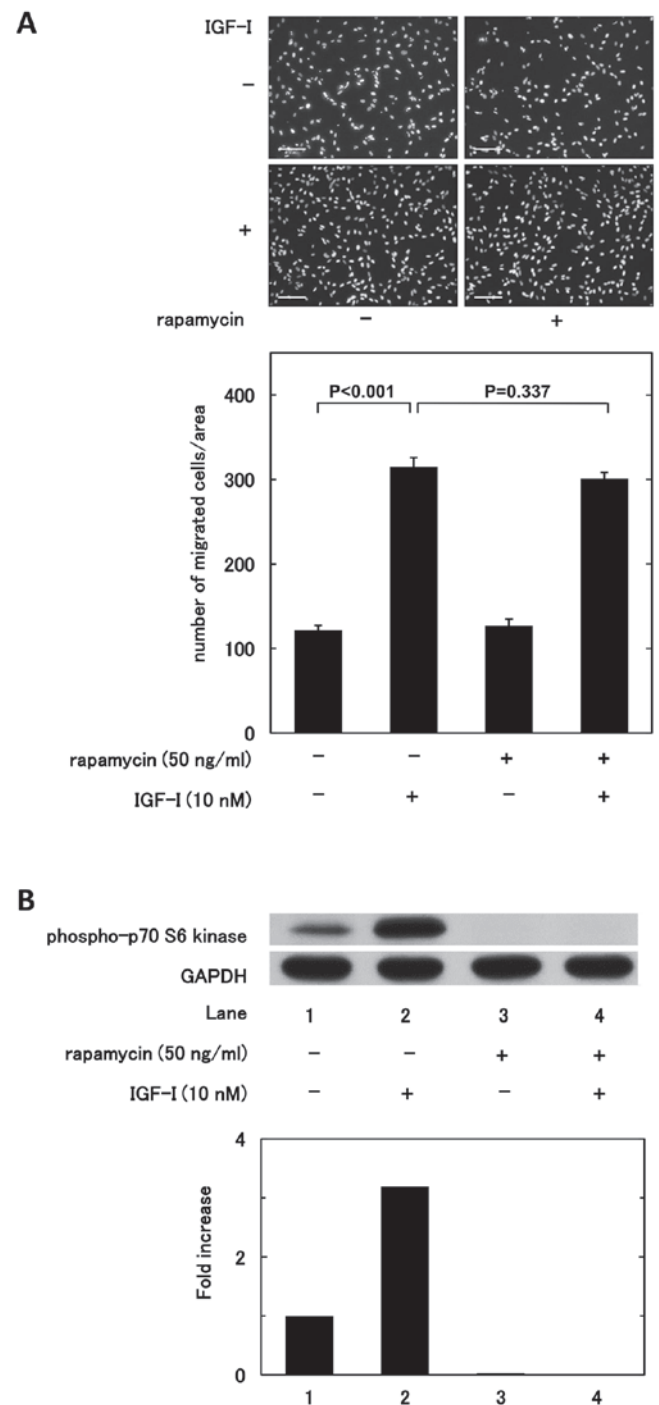 A
IGF-I
−
+
rapamycin − +
number of migrated cells/area
400
300
200
100
0
P<0.001 P=0.337
rapamycin (50 ng/ml) − − + +
IGF-I (10 nM) − + − +
B
phospho-p70 S6 kinase
GAPDH
Lane 1 2 3 4
rapamycin (50 ng/ml) − − + +
IGF-I (10 nM) − + − +
Fold increase
4
2
0
1 2 3 4